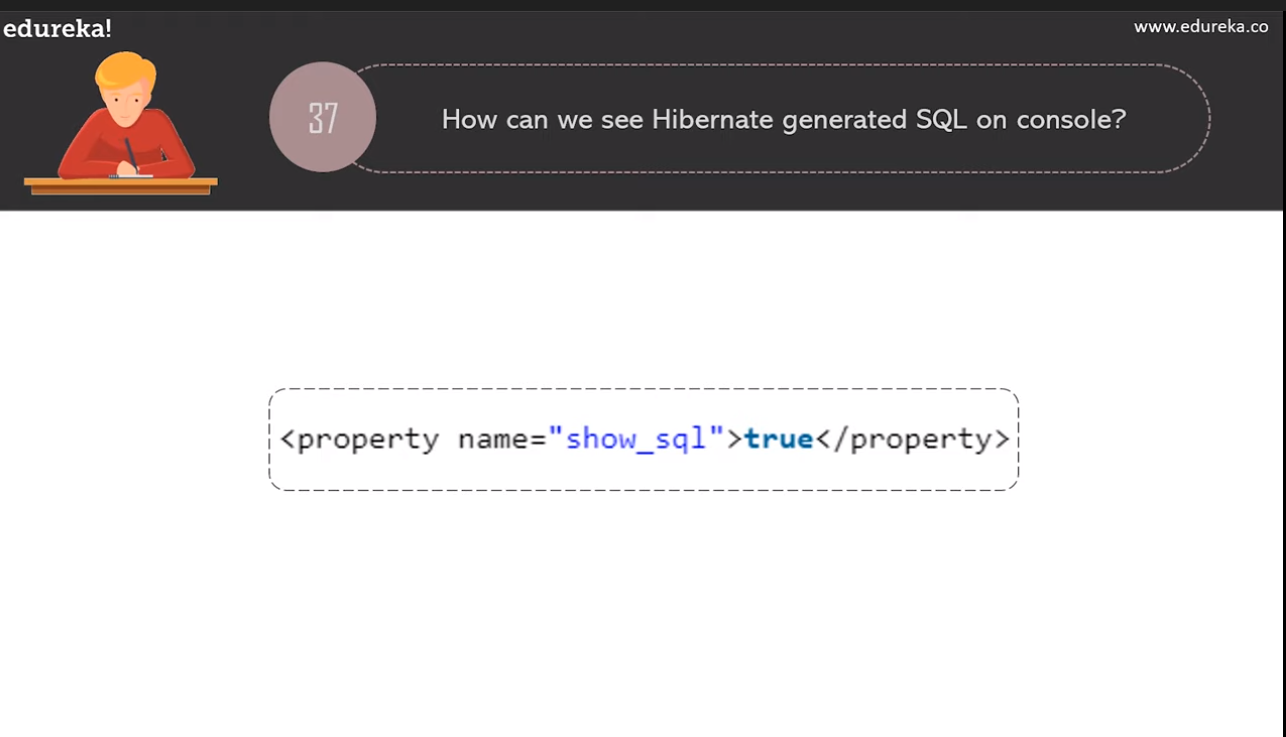 edureka!
www.edureka.co
37
How can we see Hibernate generated SQL on console?
<property name="show_sql">true</property>